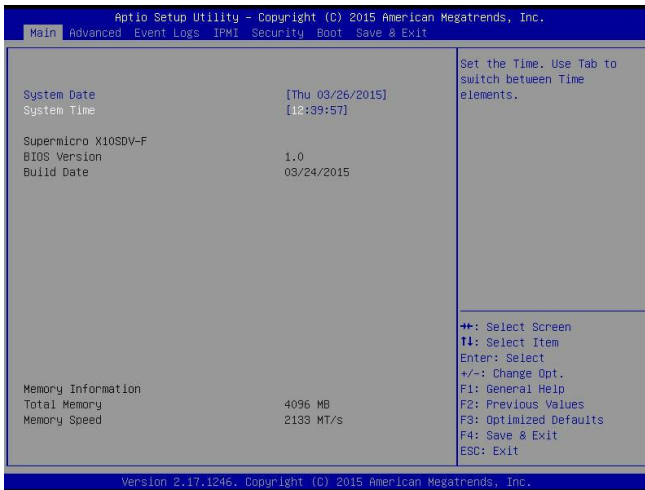 Aptio Setup Utility – Copyright (C) 2015 American Megatrends, Inc.
Main Advanced Event Logs IPMI Security Boot Save & Exit
System Date [Thu 03/26/2015]
System Time [12:39:57]
Supermicro X10SDV-F
BIOS Version 1.0
Build Date 03/24/2015
Memory Information
Total Memory 4096 MB
Memory Speed 2133 MT/s
Set the Time. Use Tab to
switch between Time
elements.
→←: Select Screen
↑↓: Select Item
Enter: Select
+/-: Change Opt.
F1: General Help
F2: Previous Values
F3: Optimized Defaults
F4: Save & Exit
ESC: Exit
Version 2.17.1246. Copyright (C) 2015 American Megatrends, Inc.